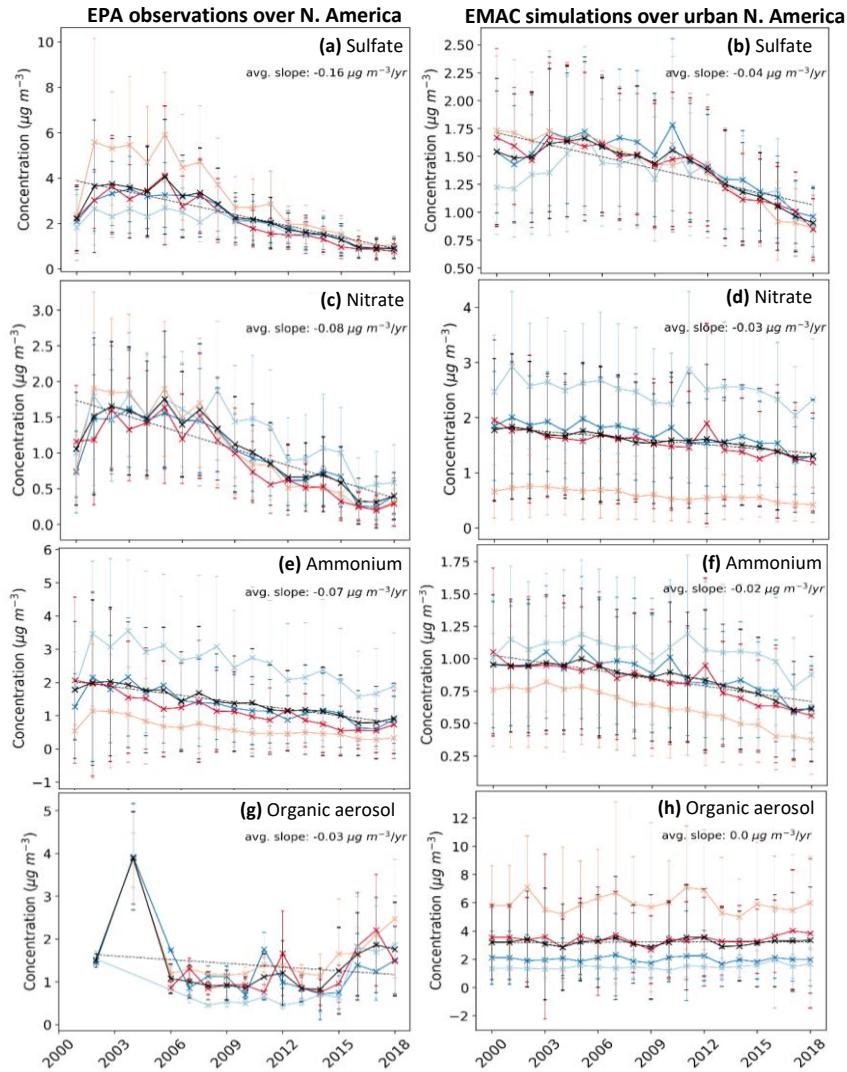 EPA observations over N. America
EMAC simulations over urban N. America
(a) Sulfate
avg. slope: -0.16 μg m⁻³/yr
Concentration (μg m⁻³)
10
8
6
4
2
0
(b) Sulfate
avg. slope: -0.04 μg m⁻³/yr
Concentration (μg m⁻³)
2.50
2.25
2.00
1.75
1.50
1.25
1.00
0.75
0.50
(c) Nitrate
avg. slope: -0.08 μg m⁻³/yr
Concentration (μg m⁻³)
3.0
2.5
2.0
1.5
1.0
0.5
0.0
(d) Nitrate
avg. slope: -0.03 μg m⁻³/yr
Concentration (μg m⁻³)
4
3
2
1
0
(e) Ammonium
avg. slope: -0.07 μg m⁻³/yr
Concentration (μg m⁻³)
6
5
4
3
2
1
0
−1
(f) Ammonium
avg. slope: -0.02 μg m⁻³/yr
Concentration (μg m⁻³)
1.75
1.50
1.25
1.00
0.75
0.50
0.25
(g) Organic aerosol
avg. slope: -0.03 μg m⁻³/yr
Concentration (μg m⁻³)
5
4
3
2
1
0
2000
2003
2006
2009
2012
2015
2018
(h) Organic aerosol
avg. slope: 0.0 μg m⁻³/yr
Concentration (μg m⁻³)
12
10
8
6
4
2
0
−2
2000
2003
2006
2009
2012
2015
2018